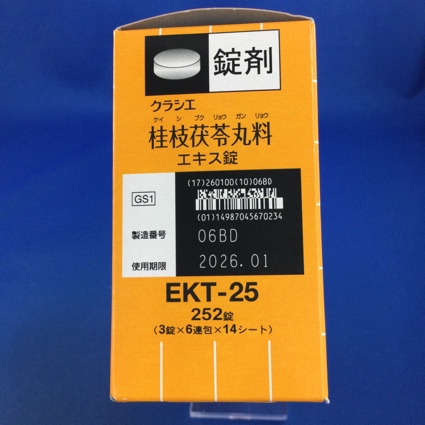 錠剤
クラシエ
ケイ シ ブク リョウ ガン リョウ
桂枝茯苓丸料
エキス錠
(17)260100(10)06BD
GS1
(01)14987045670234
製造番号 06BD
使用期限 2026.01
EKT-25
252錠
(3錠×6連包×14シート)